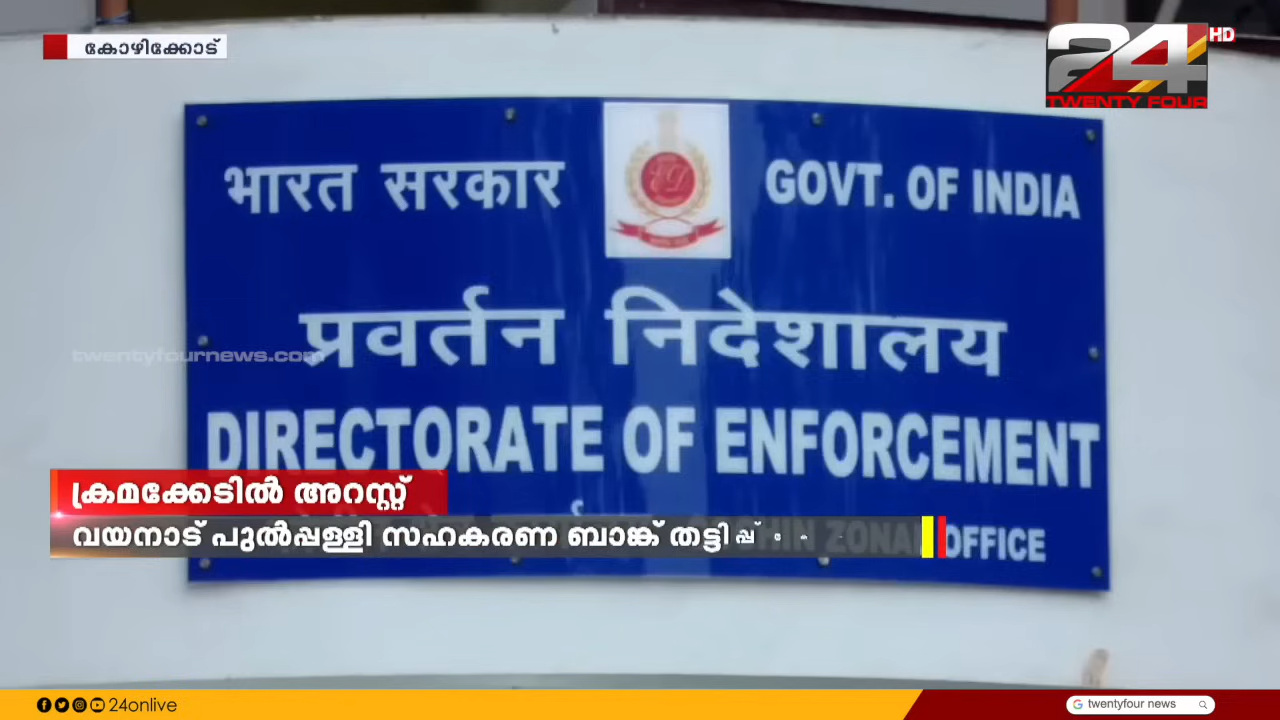 കോഴിക്കോട്
24 HD
TWENTY FOUR
भारत सरकार
GOVT. OF INDIA
प्रवर्तन निदेशालय
twentyfournews.com
DIRECTORATE OF ENFORCEMENT
ക്രമക്കേടിൽ അറസ്റ്റ്
വയനാട് പുൽപ്പള്ളി സഹകരണ ബാങ്ക്
ZONAL OFFICE
24onlive
twentyfour news